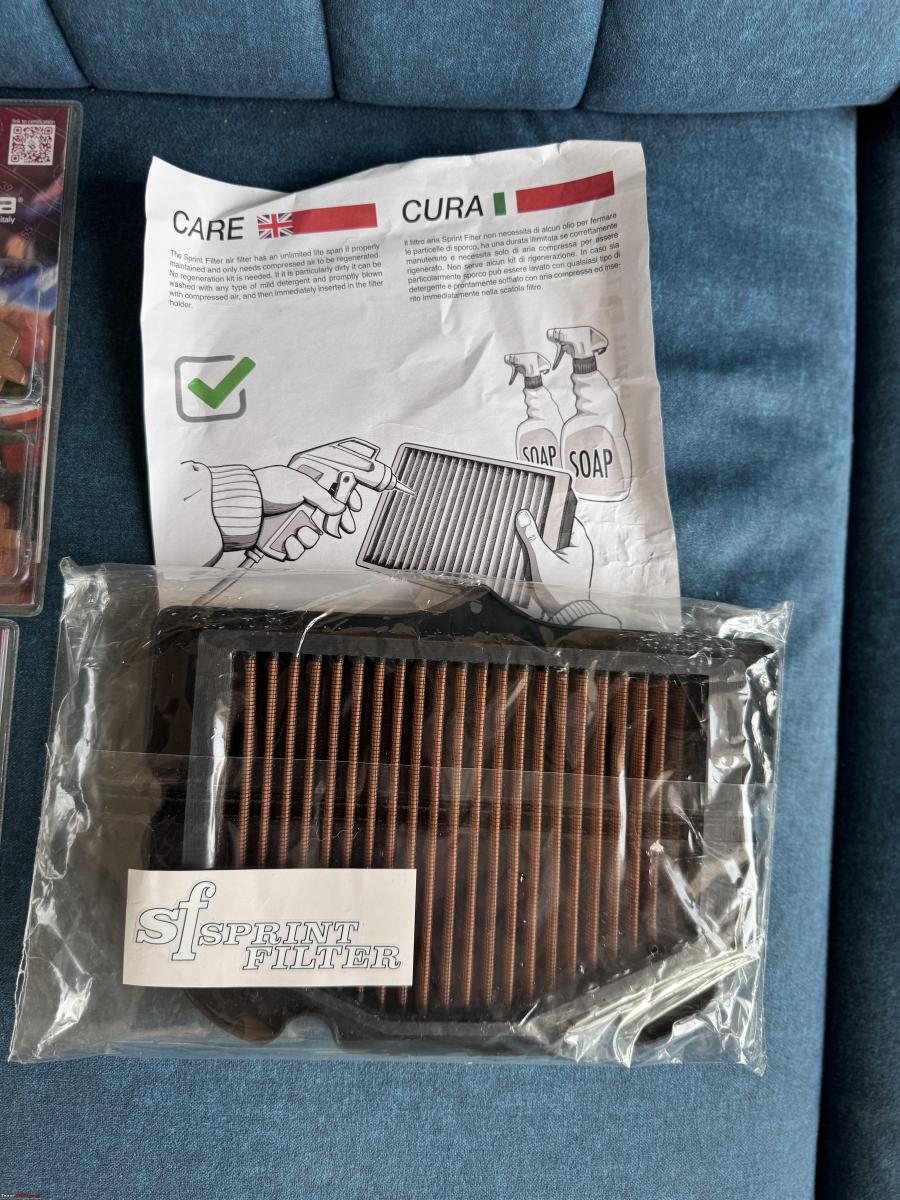 link to certification
a®
Italy
CARE
The Sprint Filter air filter has an unlimited life span if properly
maintained and only needs compressed air to be regenerated.
No regeneration kit is needed. If it is particularly dirty it can be
washed with any type of mild detergent and promptly blown
with compressed air, and then immediately inserted in the filter
holder.
CURA
Il filtro aria Sprint Filter non necessita di alcun olio per fermare
le particelle di sporco, ha una durata illimitata se correttamente
manutenuto e necessita solo di aria compressa per essere
rigenerato. Non serve alcun kit di rigenerazione. In caso sia
particolarmente sporco può essere lavato con qualsiasi tipo di
detergente e prontamente soffiato con aria compressa ed inse-
rito immediatamente nella scatola filtro.
SOAP
SOAP
sf SPRINT
FILTER